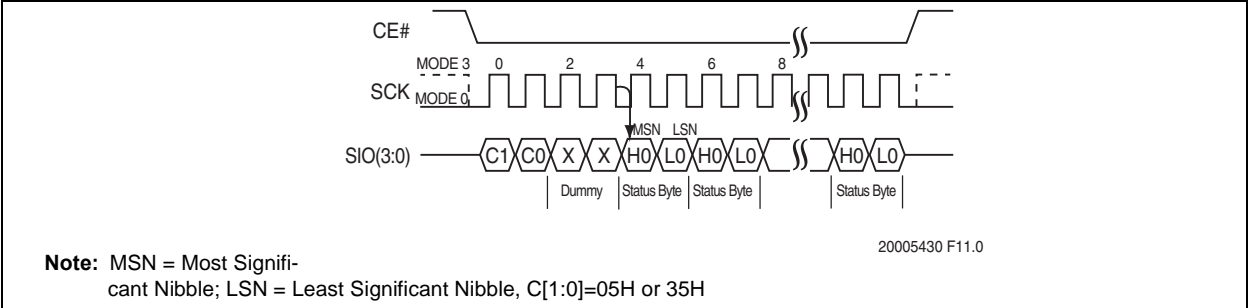 CE#
MODE 3 0 2 4 6 8
SCK MODE 0
MSN LSN
SIO(3:0) C1 C0 X X H0 L0 H0 L0 H0 L0
Dummy Status Byte Status Byte Status Byte
20005430 F11.0
Note: MSN = Most Signifi-
cant Nibble; LSN = Least Significant Nibble, C[1:0]=05H or 35H